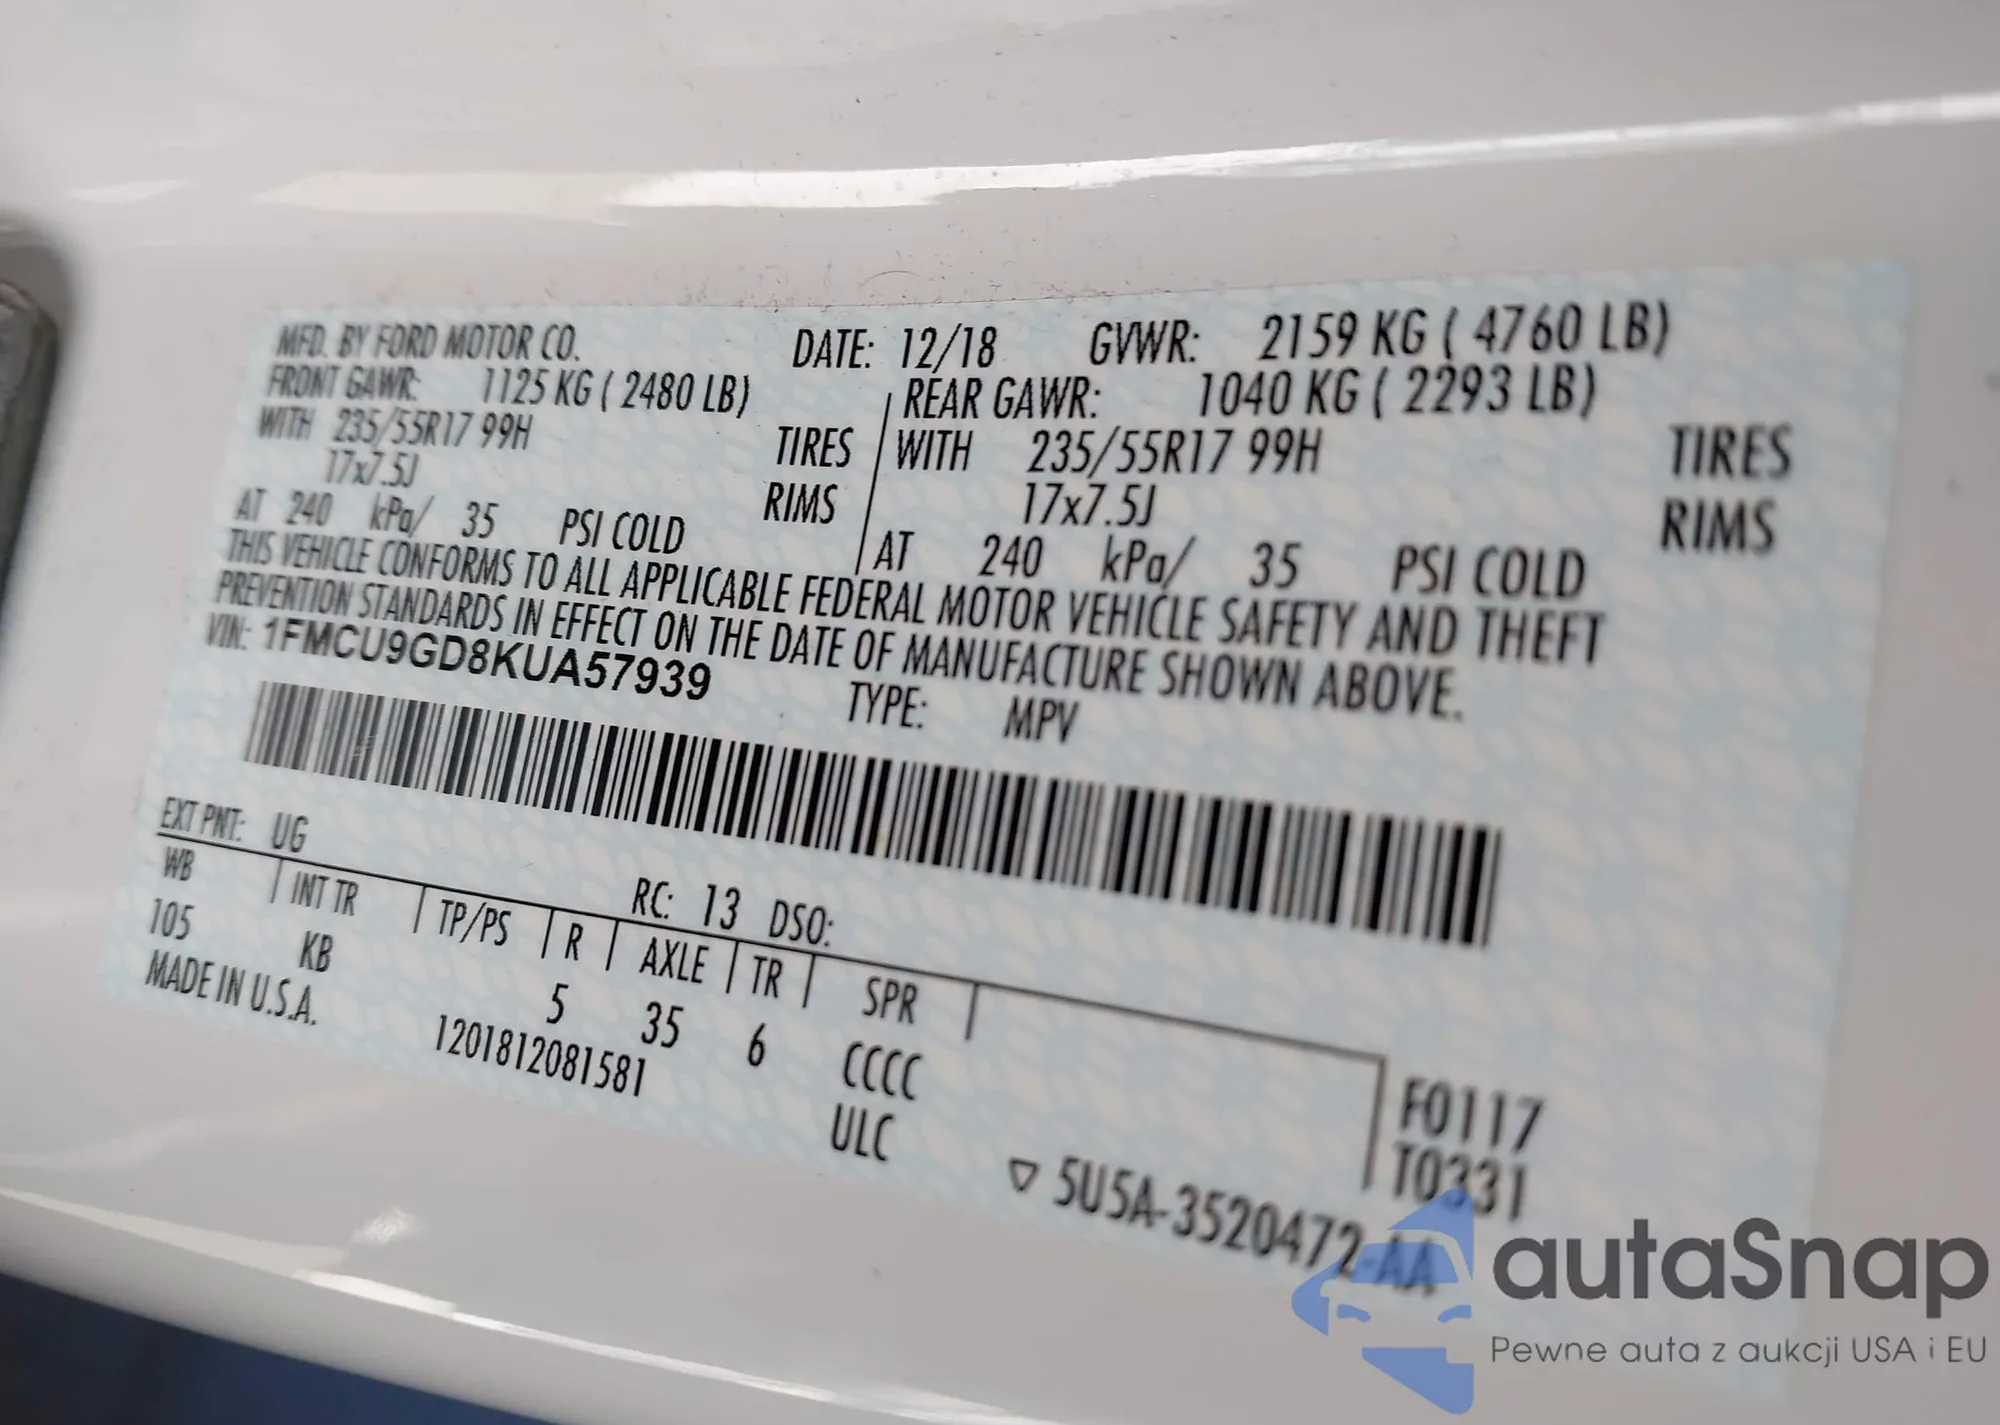 MFD. BY FORD MOTOR CO. DATE: 12/18 GVWR: 2159 KG ( 4760 LB)
FRONT GAWR: 1125 KG ( 2480 LB) REAR GAWR: 1040 KG ( 2293 LB)
WITH 235/55R17 99H TIRES WITH 235/55R17 99H TIRES
17x7.5J RIMS 17x7.5J RIMS
AT 240 kPa/ 35 PSI COLD AT 240 kPa/ 35 PSI COLD
THIS VEHICLE CONFORMS TO ALL APPLICABLE FEDERAL MOTOR VEHICLE SAFETY AND THEFT
PREVENTION STANDARDS IN EFFECT ON THE DATE OF MANUFACTURE SHOWN ABOVE.
VIN: 1FMCU9GD8KUA57939 TYPE: MPV
EXT PNT: UG RC: 13 DSO:
WB INT TR TP/PS R AXLE TR SPR
105 KB 5 35 6 CCCC F0117
MADE IN U.S.A. 1201812081581 ULC T0331
▽ 5U5A-3520472-AA
autaSnap
Pewne auta z aukcji USA i EU